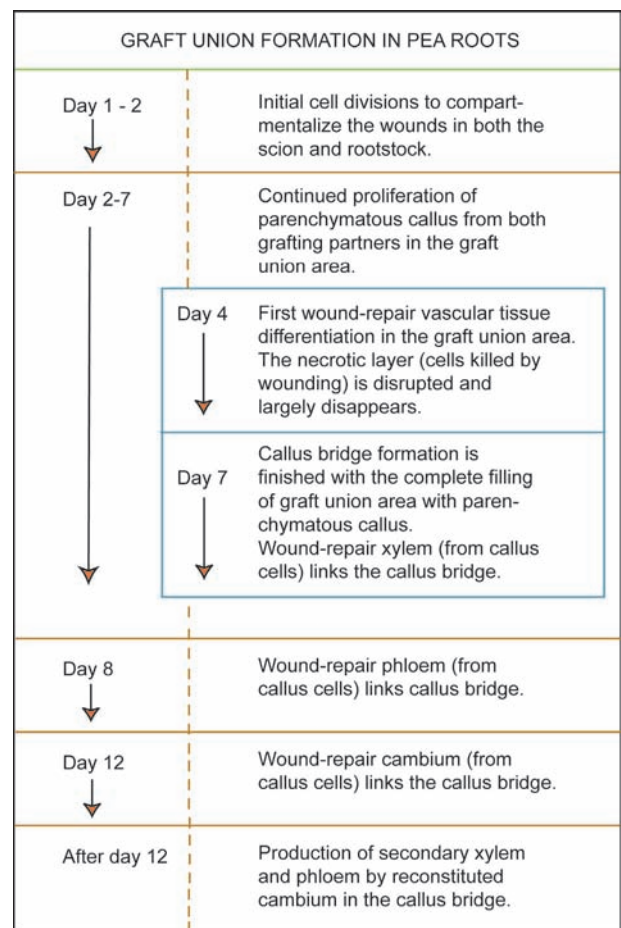 GRAFT UNION FORMATION IN PEA ROOTS
Day 1 - 2
Initial cell divisions to compart-
mentalize the wounds in both the
scion and rootstock.
Day 2-7
Continued proliferation of
parenchymatous callus from both
grafting partners in the graft
union area.
Day 4
First wound-repair vascular tissue
differentiation in the graft union area.
The necrotic layer (cells killed by
wounding) is disrupted and
largely disappears.
Day 7
Callus bridge formation is
finished with the complete filling
of graft union area with paren-
chymatous callus.
Wound-repair xylem (from callus
cells) links the callus bridge.
Day 8
Wound-repair phloem (from
callus cells) links callus bridge.
Day 12
Wound-repair cambium (from
callus cells) links the callus bridge.
After day 12
Production of secondary xylem
and phloem by reconstituted
cambium in the callus bridge.